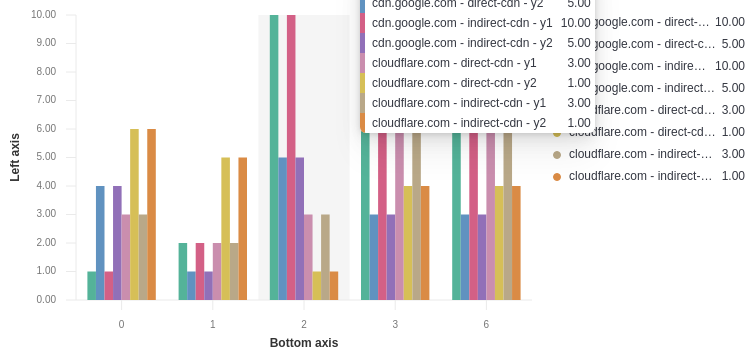 cdn.google.com - direct-cdn - y2 5.00
cdn.google.com - indirect-cdn - y1 10.00
cdn.google.com - indirect-cdn - y2 5.00
cloudflare.com - direct-cdn - y1 3.00
cloudflare.com - direct-cdn - y2 1.00
cloudflare.com - indirect-cdn - y1 3.00
cloudflare.com - indirect-cdn - y2 1.00
google.com - direct-… 10.00
google.com - direct-c… 5.00
google.com - indire… 10.00
google.com - indirect… 5.00
dflare.com - direct-cd… 3.00
cloudflare.com - direct-cd… 1.00
cloudflare.com - indirect-… 3.00
cloudflare.com - indirect-… 1.00
10.00
9.00
8.00
7.00
6.00
5.00
4.00
3.00
2.00
1.00
0.00
Left axis
0 1 2 3 6
Bottom axis